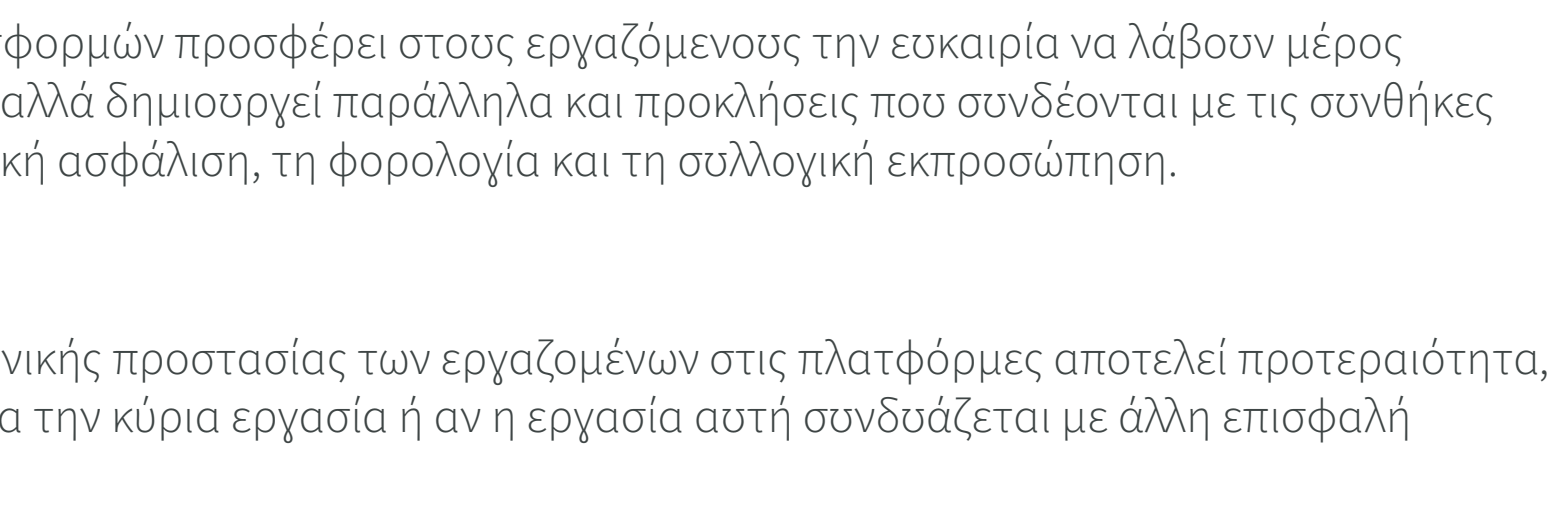 προσφέρει στους εργαζόμενους την ευκαιρία να λάβουν μέρος
αλλά δημιουργεί παράλληλα και προκλήσεις που συνδέονται με τις συνθήκες
κή ασφάλιση, τη φορολογία και τη συλλογική εκπροσώπηση.
νικής προστασίας των εργαζομένων στις πλατφόρμες αποτελεί προτεραιότητα,
α την κύρια εργασία ή αν η εργασία αυτή συνδυάζεται με άλλη επισφαλή